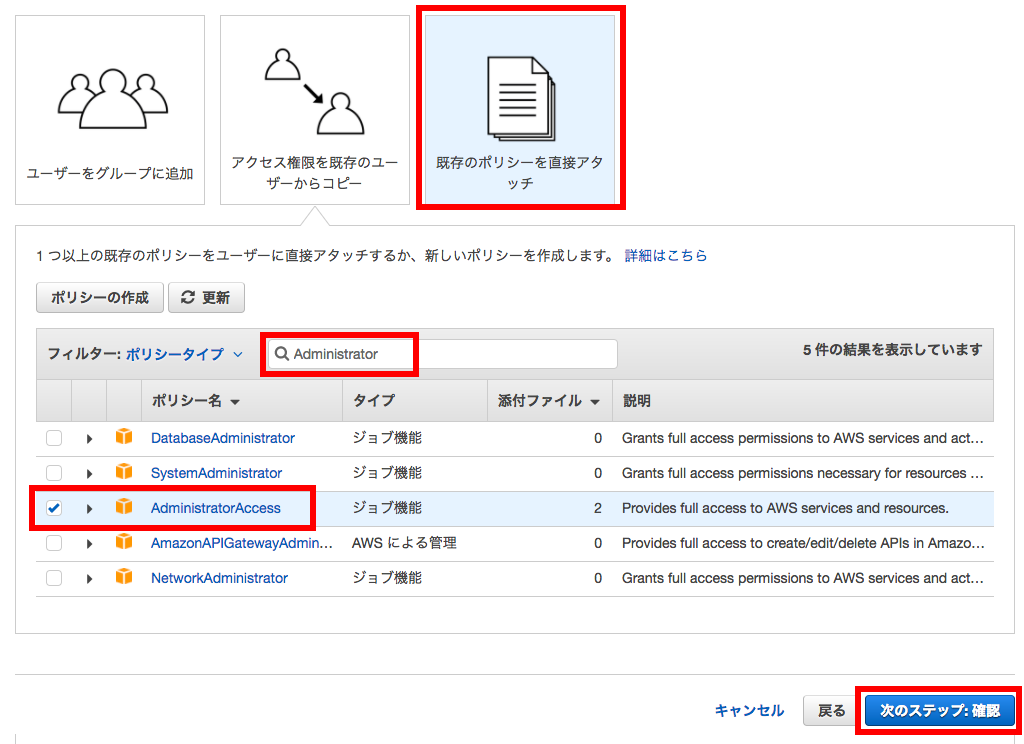 ユーザーをグループに追加
アクセス権限を既存のユー
ザーからコピー
既存のポリシーを直接アタ
ッチ
1 つ以上の既存のポリシーをユーザーに直接アタッチするか、新しいポリシーを作成します。 詳細はこちら
ポリシーの作成 更新
フィルター: ポリシータイプ Administrator 5 件の結果を表示しています
ポリシー名 タイプ 添付ファイル 説明
DatabaseAdministrator ジョブ機能 0 Grants full access permissions to AWS services and act...
SystemAdministrator ジョブ機能 0 Grants full access permissions necessary for resources ...
AdministratorAccess ジョブ機能 2 Provides full access to AWS services and resources.
AmazonAPIGatewayAdmin... AWS による管理 0 Provides full access to create/edit/delete APIs in Amazo...
NetworkAdministrator ジョブ機能 0 Grants full access permissions to AWS services and act...
キャンセル 戻る 次のステップ: 確認